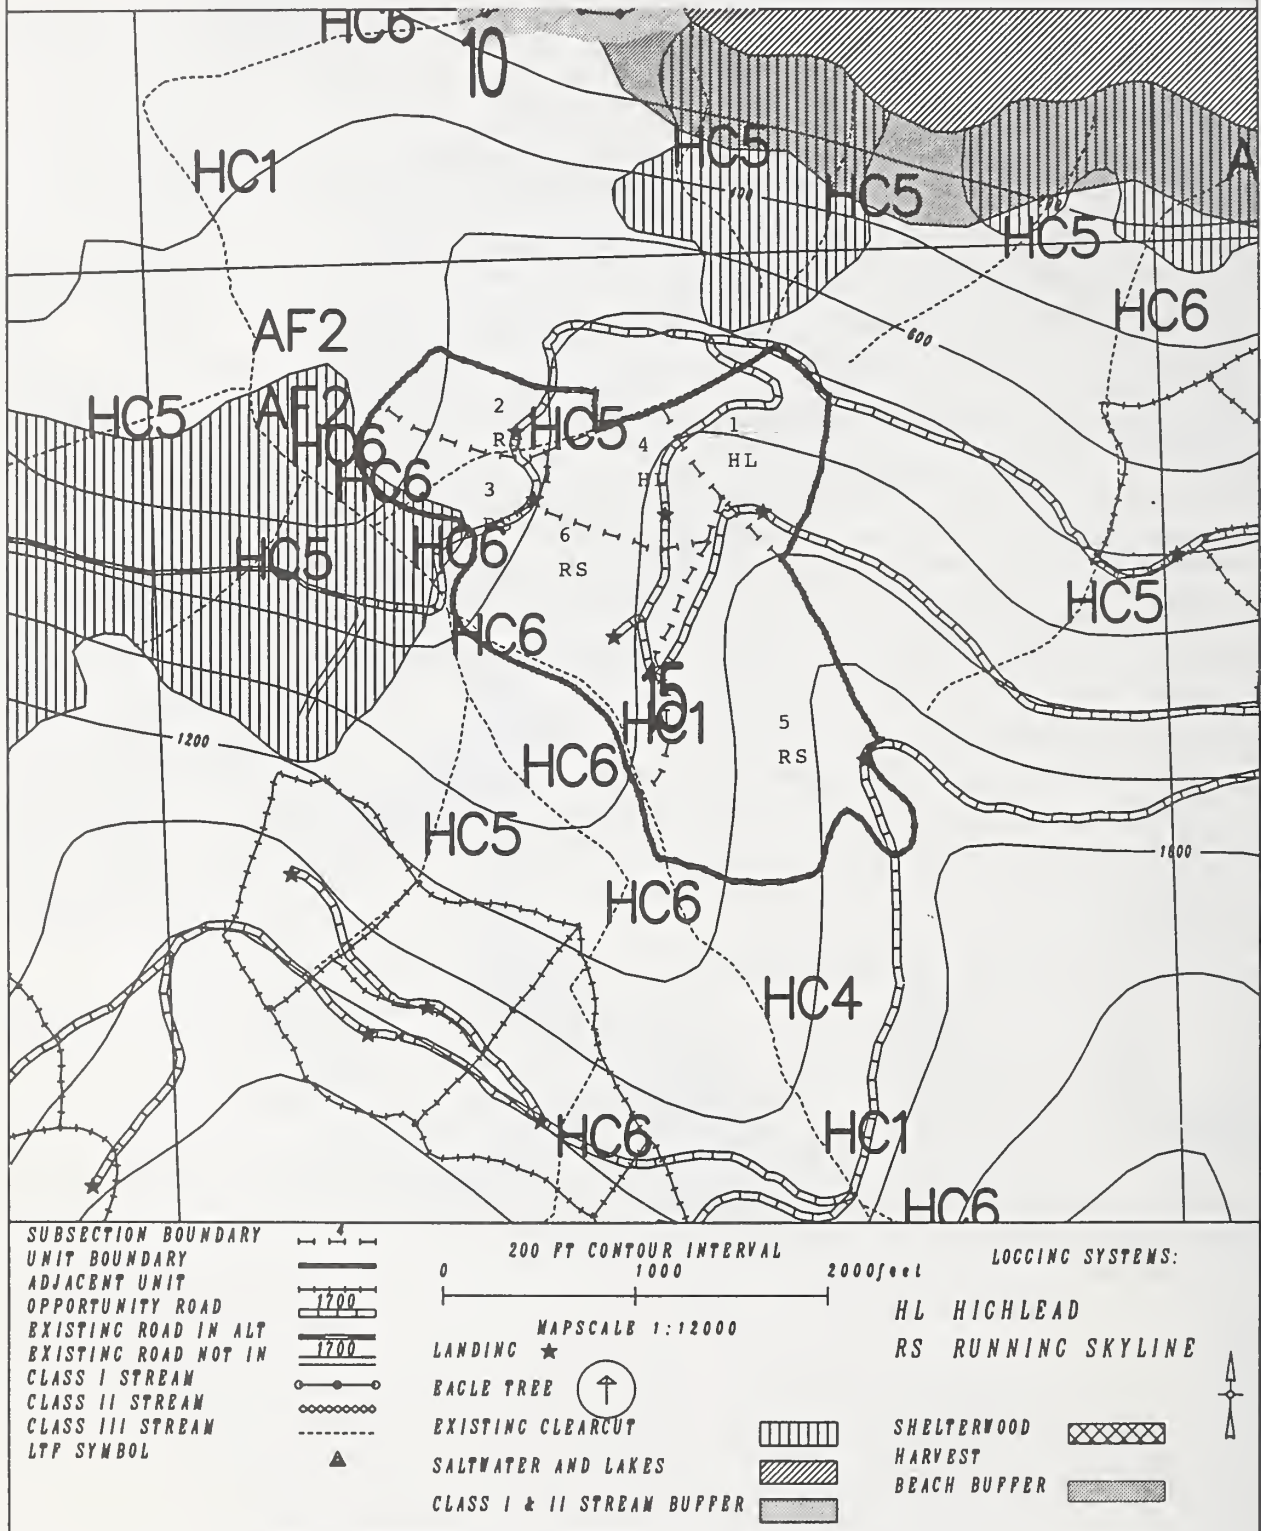 HC6
10
HC1
HC5
400
HC5
A
HC5
HC6
AF2
600
HC5
AF2
2
HC5
HC6
4
1
HL
HC6
3
HC6
6
RS
HC5
HC5
HC6
15
HC1
5
RS
1200
HC6
HC5
1600
HC6
HC4
HC6
HC1
HC6
SUBSECTION BOUNDARY 4
UNIT BOUNDARY
ADJACENT UNIT
OPPORTUNITY ROAD 1700
EXISTING ROAD IN ALT
EXISTING ROAD NOT IN 1700
CLASS I STREAM
CLASS II STREAM
CLASS III STREAM
LTF SYMBOL
200 FT CONTOUR INTERVAL
0 1000 2000feet
MAPSCALE 1:12000
LANDING
EAGLE TREE
EXISTING CLEARCUT
SALTWATER AND LAKES
CLASS I & II STREAM BUFFER
LOGGING SYSTEMS:
HL HIGHLEAD
RS RUNNING SKYLINE
SHELTERWOOD
HARVEST
BEACH BUFFER